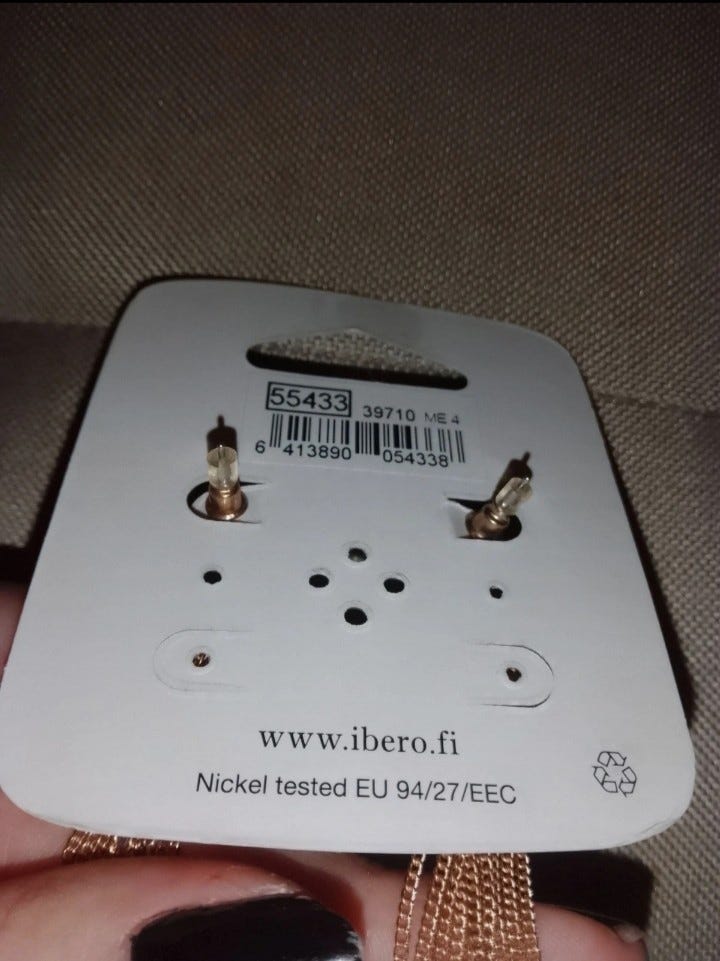 55433 39710 ME 4
6 413890 054338
www.ibero.fi
Nickel tested EU 94/27/EEC